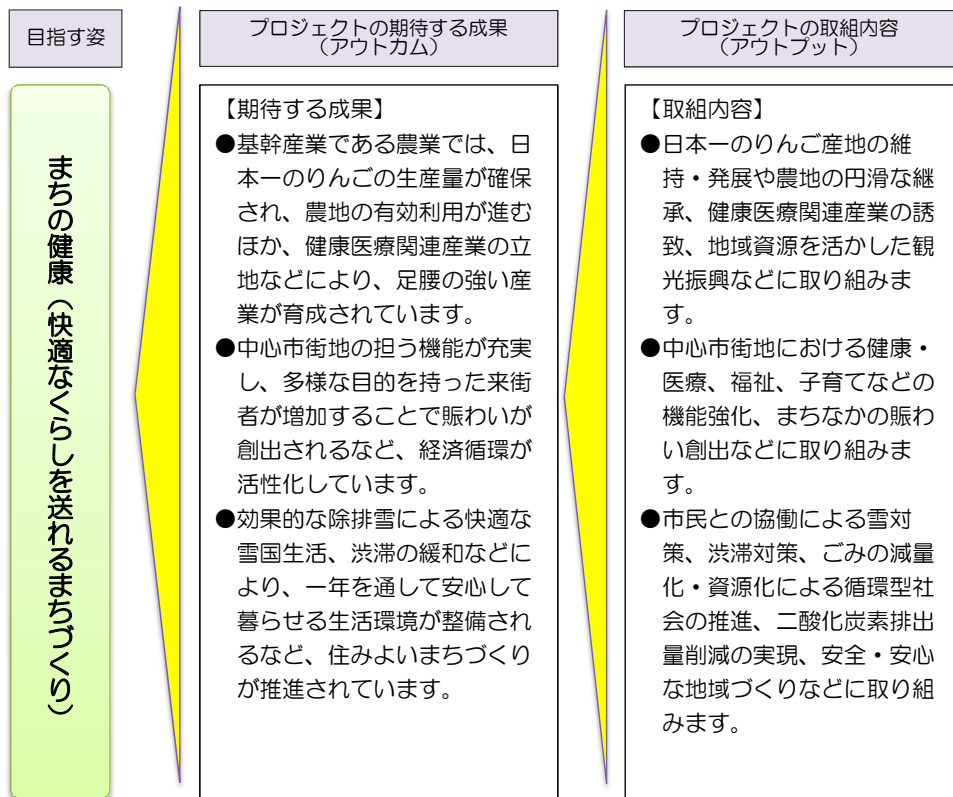 目指す姿
プロジェクトの期待する成果
（アウトカム）
プロジェクトの取組内容
（アウトプット）
まちの健康（快適なくらしを送れるまちづくり）
【期待する成果】
●基幹産業である農業では、日
本一のりんごの生産量が確保
され、農地の有効利用が進む
ほか、健康医療関連産業の立
地などにより、足腰の強い産
業が育成されています。
●中心市街地の担う機能が充実
し、多様な目的を持った来街
者が増加することで賑わいが
創出されるなど、経済循環が
活性化しています。
●効果的な除排雪による快適な
雪国生活、渋滞の緩和などに
より、一年を通して安心して
暮らせる生活環境が整備され
るなど、住みよいまちづくり
が推進されています。
【取組内容】
●日本一のりんご産地の維
持・発展や農地の円滑な継
承、健康医療関連産業の誘
致、地域資源を活かした観
光振興などに取り組みま
す。
●中心市街地における健康・
医療、福祉、子育てなどの
機能強化、まちなかの賑わ
い創出などに取り組みま
す。
●市民との協働による雪対
策、渋滞対策、ごみの減量
化・資源化による循環型社
会の推進、二酸化炭素排出
量削減の実現、安全・安心
な地域づくりなどに取り組
みます。